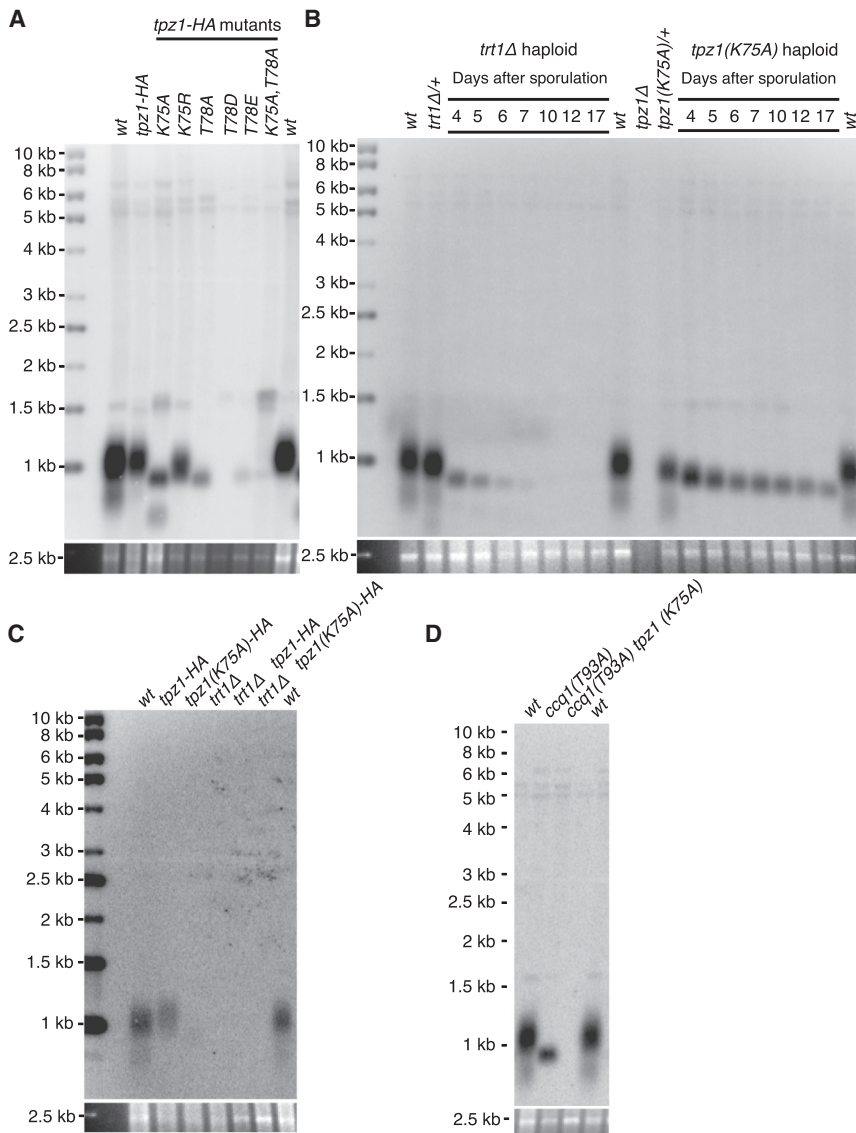 A
tpz1-HA mutants
wt
tpz1-HA
K75A
K75R
T78A
T78D
T78E
K75A,T78A
wt
10 kb
8 kb
6 kb
5 kb
4 kb
3 kb
2.5 kb
2 kb
1.5 kb
1 kb
2.5 kb
B
trt1Δ haploid
Days after sporulation
tpz1(K75A) haploid
Days after sporulation
wt
trt1Δ/+
4 5 6 7 10 12 17
wt
tpz1Δ
tpz1(K75A)/+
4 5 6 7 10 12 17
wt
10 kb
8 kb
6 kb
5 kb
4 kb
3 kb
2.5 kb
2 kb
1.5 kb
1 kb
2.5 kb
C
wt
tpz1-HA
tpz1(K75A)-HA
trt1Δ
trt1Δ tpz1-HA
trt1Δ tpz1(K75A)-HA
wt
10 kb
8 kb
6 kb
5 kb
4 kb
3 kb
2.5 kb
2 kb
1.5 kb
1 kb
2.5 kb
D
wt
ccq1(T93A)
ccq1(T93A) tpz1 (K75A)
wt
10 kb
8 kb
6 kb
5 kb
4 kb
3 kb
2.5 kb
2 kb
1.5 kb
1 kb
2.5 kb